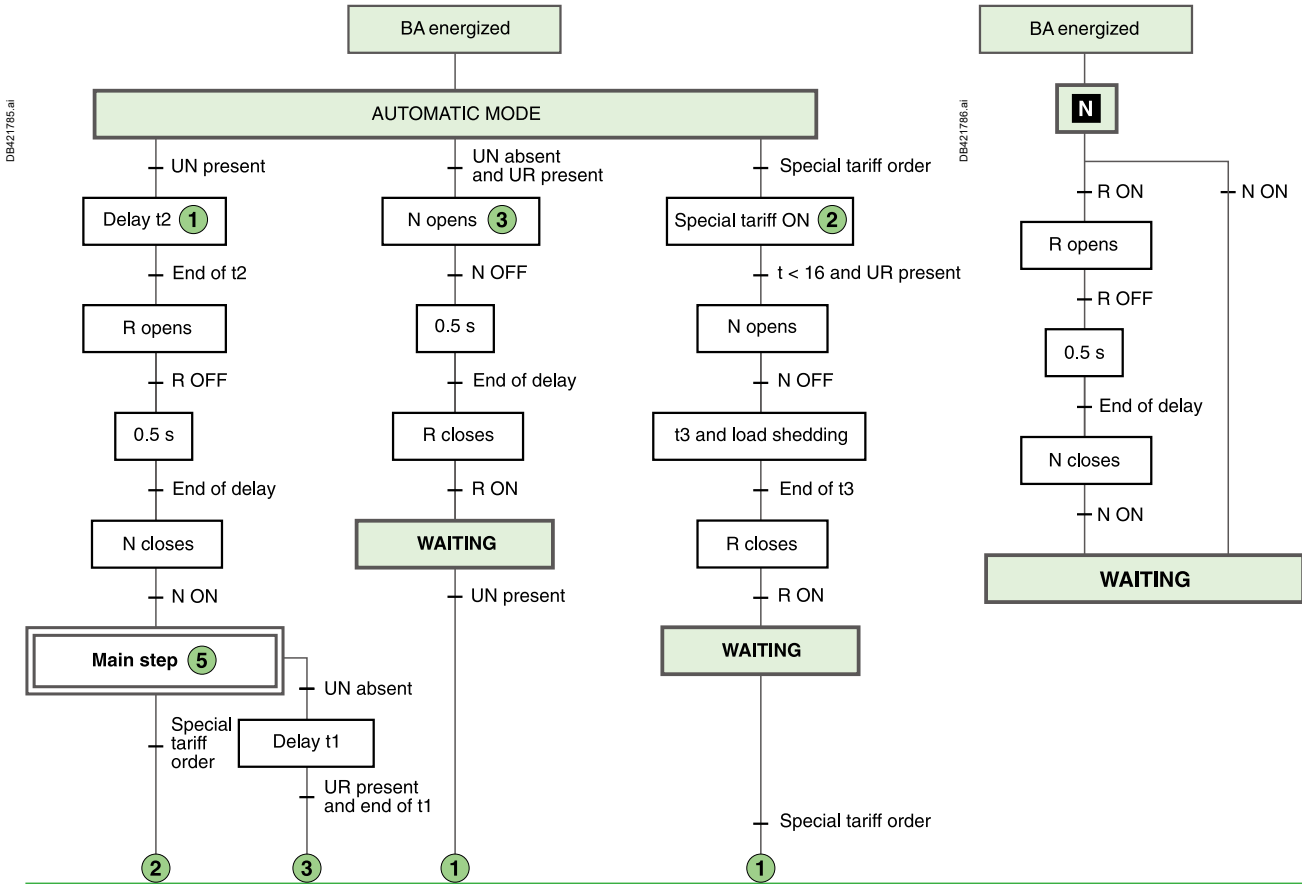 DB421785.ai
BA energized
AUTOMATIC MODE
UN present
Delay t2 1
End of t2
R opens
R OFF
0.5 s
End of delay
N closes
N ON
Main step 5
Special
tariff
order
2
UN absent
Delay t1
UR present
and end of t1
3
UN absent
and UR present
N opens 3
N OFF
0.5 s
End of delay
R closes
R ON
WAITING
UN present
1
Special tariff order
Special tariff ON 2
t < 16 and UR present
N opens
N OFF
t3 and load shedding
End of t3
R closes
R ON
WAITING
Special tariff order
1
DB421786.ai
BA energized
N
R ON
N ON
R opens
R OFF
0.5 s
End of delay
N closes
N ON
WAITING